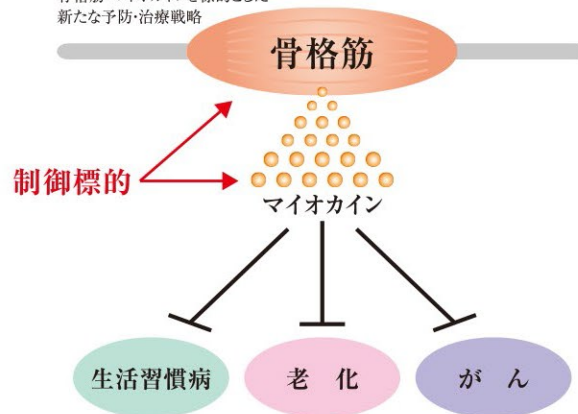 新たな予防・治療戦略
骨格筋
制御標的
マイオカイン
生活習慣病
老 化
が ん